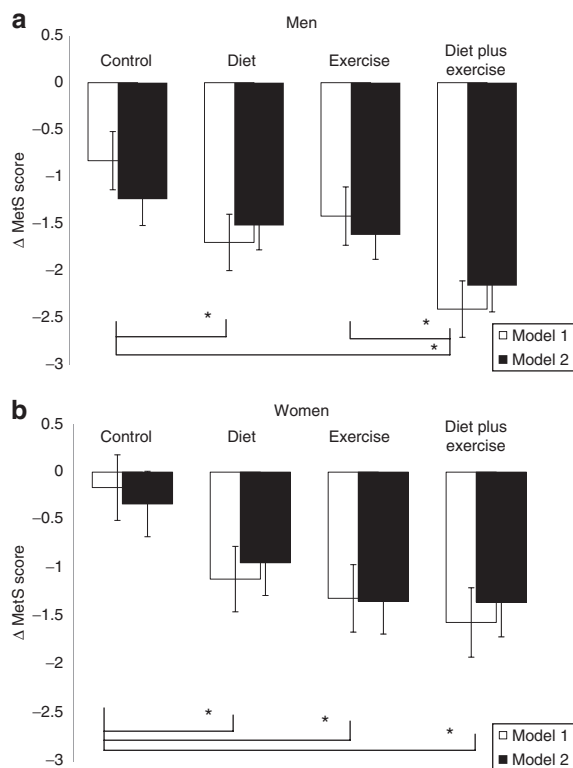 a
Men
0.5
Control
Diet
Exercise
Diet plus
exercise
0
−0.5
−1
−1.5
−2
−2.5
−3
Δ MetS score
*
*
*
Model 1
Model 2
b
Women
0.5
Control
Diet
Exercise
Diet plus
exercise
0
−0.5
−1
−1.5
−2
−2.5
−3
Δ MetS score
*
*
*
Model 1
Model 2